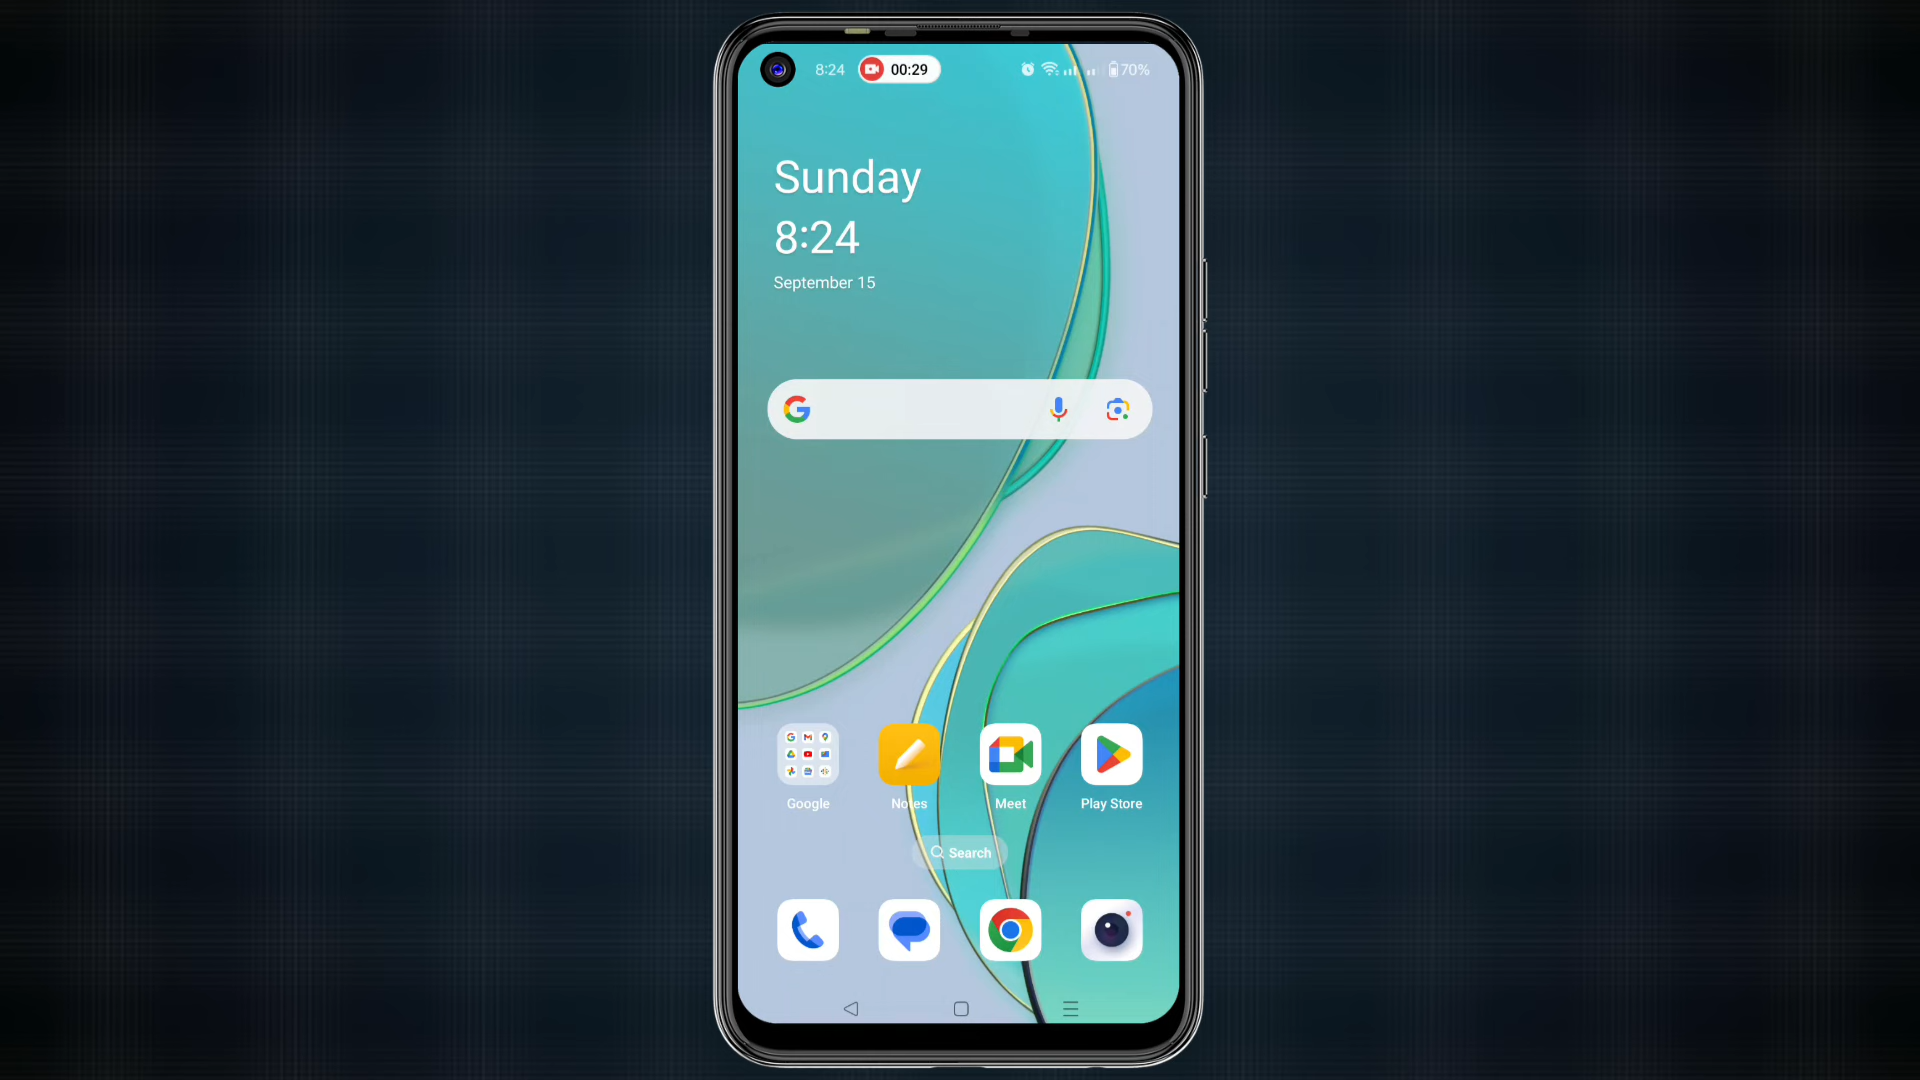 8:24 00:29 70%
Sunday
8:24
September 15
Google Notes Meet Play Store
Search